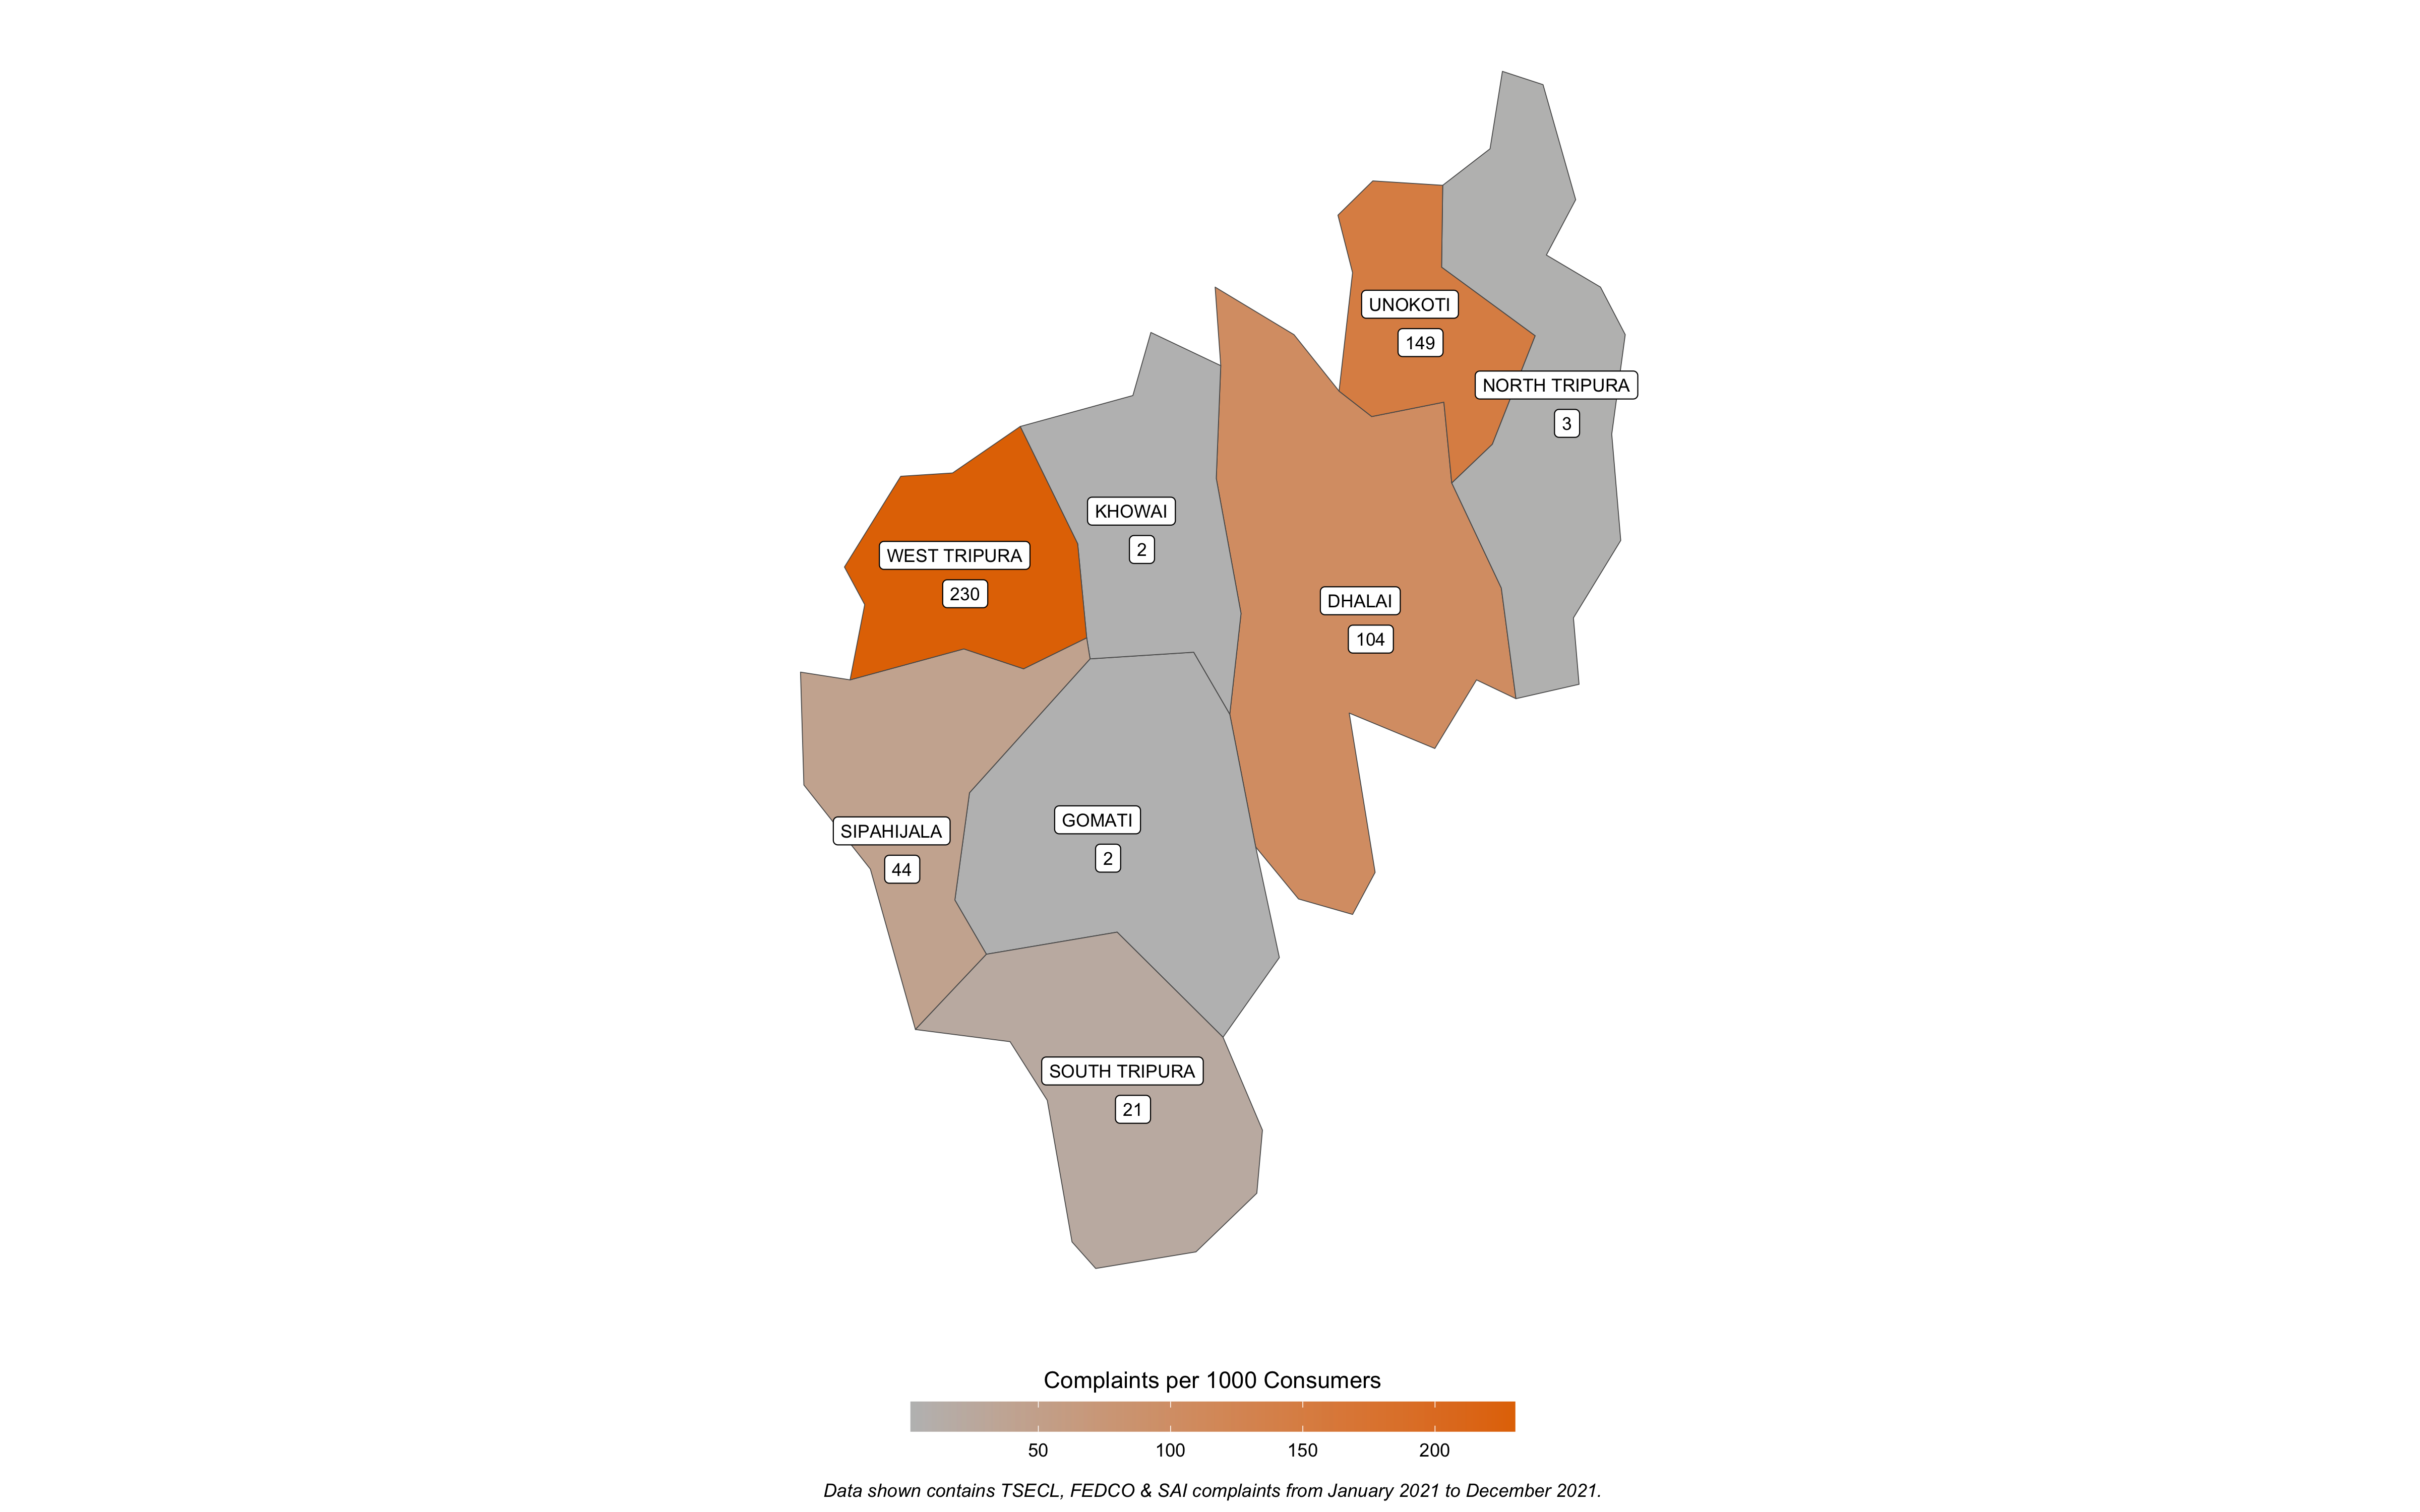 UNOKOTI
149
NORTH TRIPURA
3
KHOWAI
2
WEST TRIPURA
230
DHALAI
104
GOMATI
2
SIPAHIJALA
44
SOUTH TRIPURA
21
Complaints per 1000 Consumers
50 100 150 200
Data shown contains TSECL, FEDCO & SAI complaints from January 2021 to December 2021.